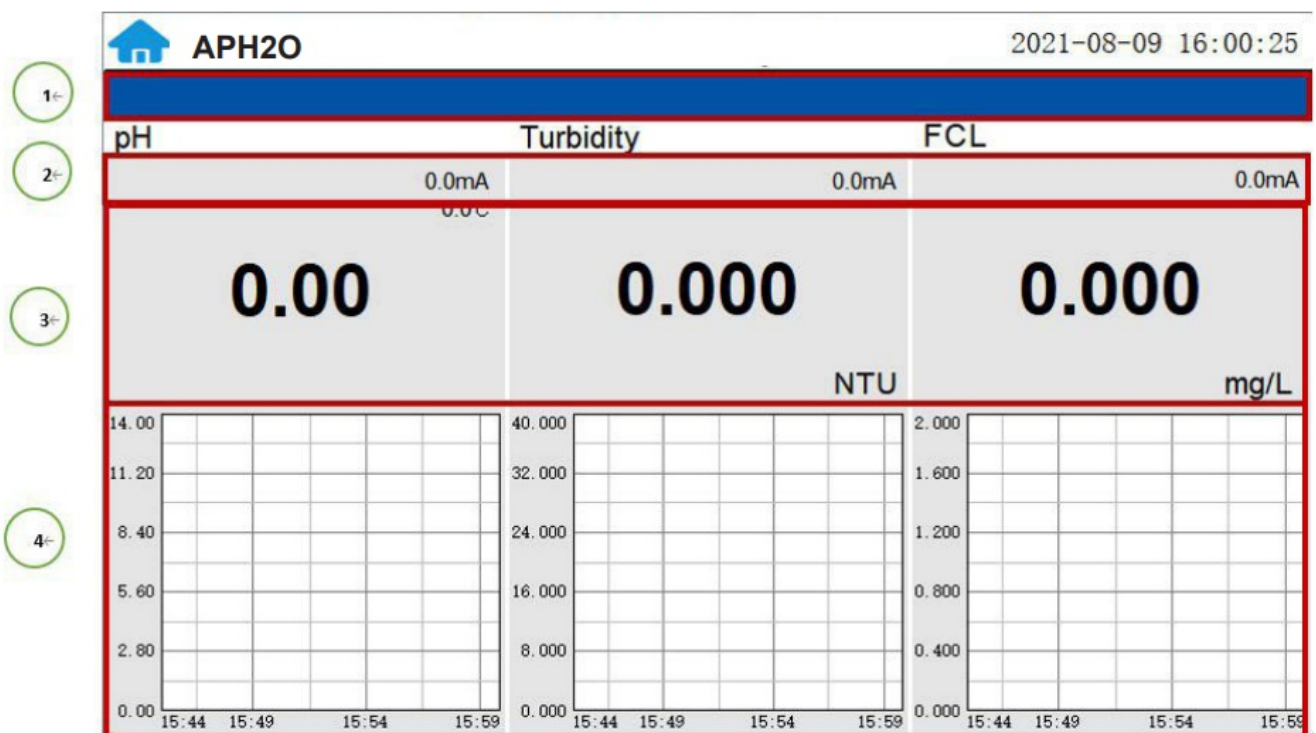 APH2O 2021-08-09 16:00:25
1←
pH Turbidity FCL
2←
0.0mA 0.0mA 0.0mA
0.0℃
3←
0.00 0.000 0.000
NTU mg/L
14.00 40.000 2.000
11.20 32.000 1.600
4←
8.40 24.000 1.200
5.60 16.000 0.800
2.80 8.000 0.400
0.00 0.000 0.000
15:44 15:49 15:54 15:59 15:44 15:49 15:54 15:59 15:44 15:49 15:54 15:59